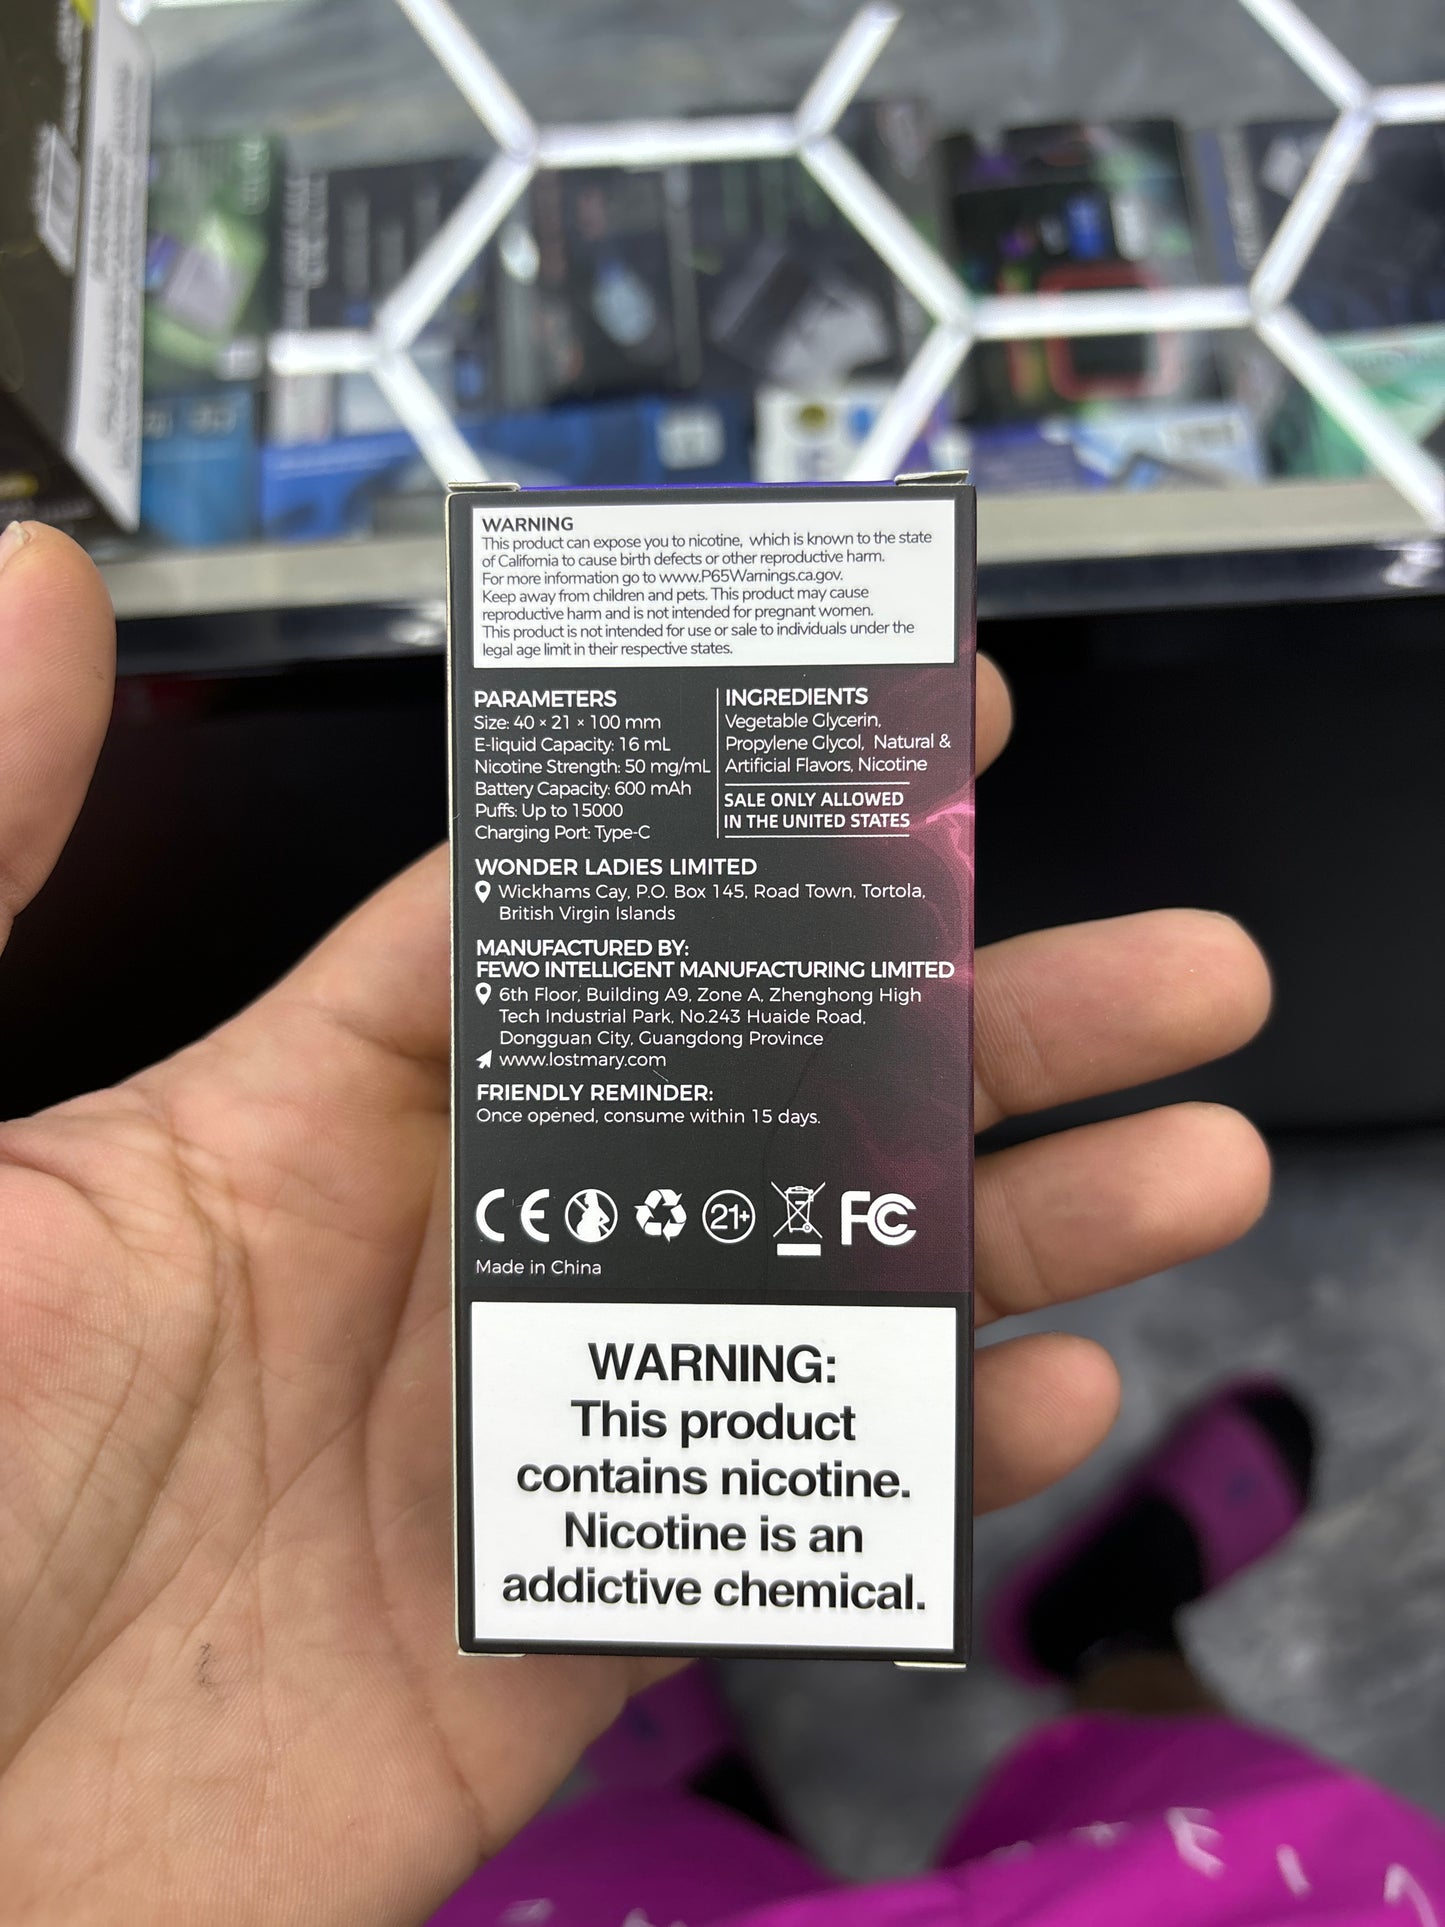 WARNING
This product can expose you to nicotine, which is known to the state
of California to cause birth defects or other reproductive harm.
For more information go to www.P65Warnings.ca.gov.
Keep away from children and pets. This product may cause
reproductive harm and is not intended for pregnant women.
This product is not intended for use or sale to individuals under the
legal age limit in their respective states.
PARAMETERS
Size: 40 × 21 × 100 mm
E-liquid Capacity: 16 mL
Nicotine Strength: 50 mg/mL
Battery Capacity: 600 mAh
Puffs: Up to 15000
Charging Port: Type-C
INGREDIENTS
Vegetable Glycerin,
Propylene Glycol, Natural &
Artificial Flavors, Nicotine
SALE ONLY ALLOWED
IN THE UNITED STATES
WONDER LADIES LIMITED
Wickhams Cay, P.O. Box 145, Road Town, Tortola,
British Virgin Islands
MANUFACTURED BY:
FEWO INTELLIGENT MANUFACTURING LIMITED
6th Floor, Building A9, Zone A, Zhenghong High
Tech Industrial Park, No.243 Huaide Road,
Dongguan City, Guangdong Province
www.lostmary.com
FRIENDLY REMINDER:
Once opened, consume within 15 days.
CE 21+ FC
Made in China
WARNING:
This product
contains nicotine.
Nicotine is an
addictive chemical.